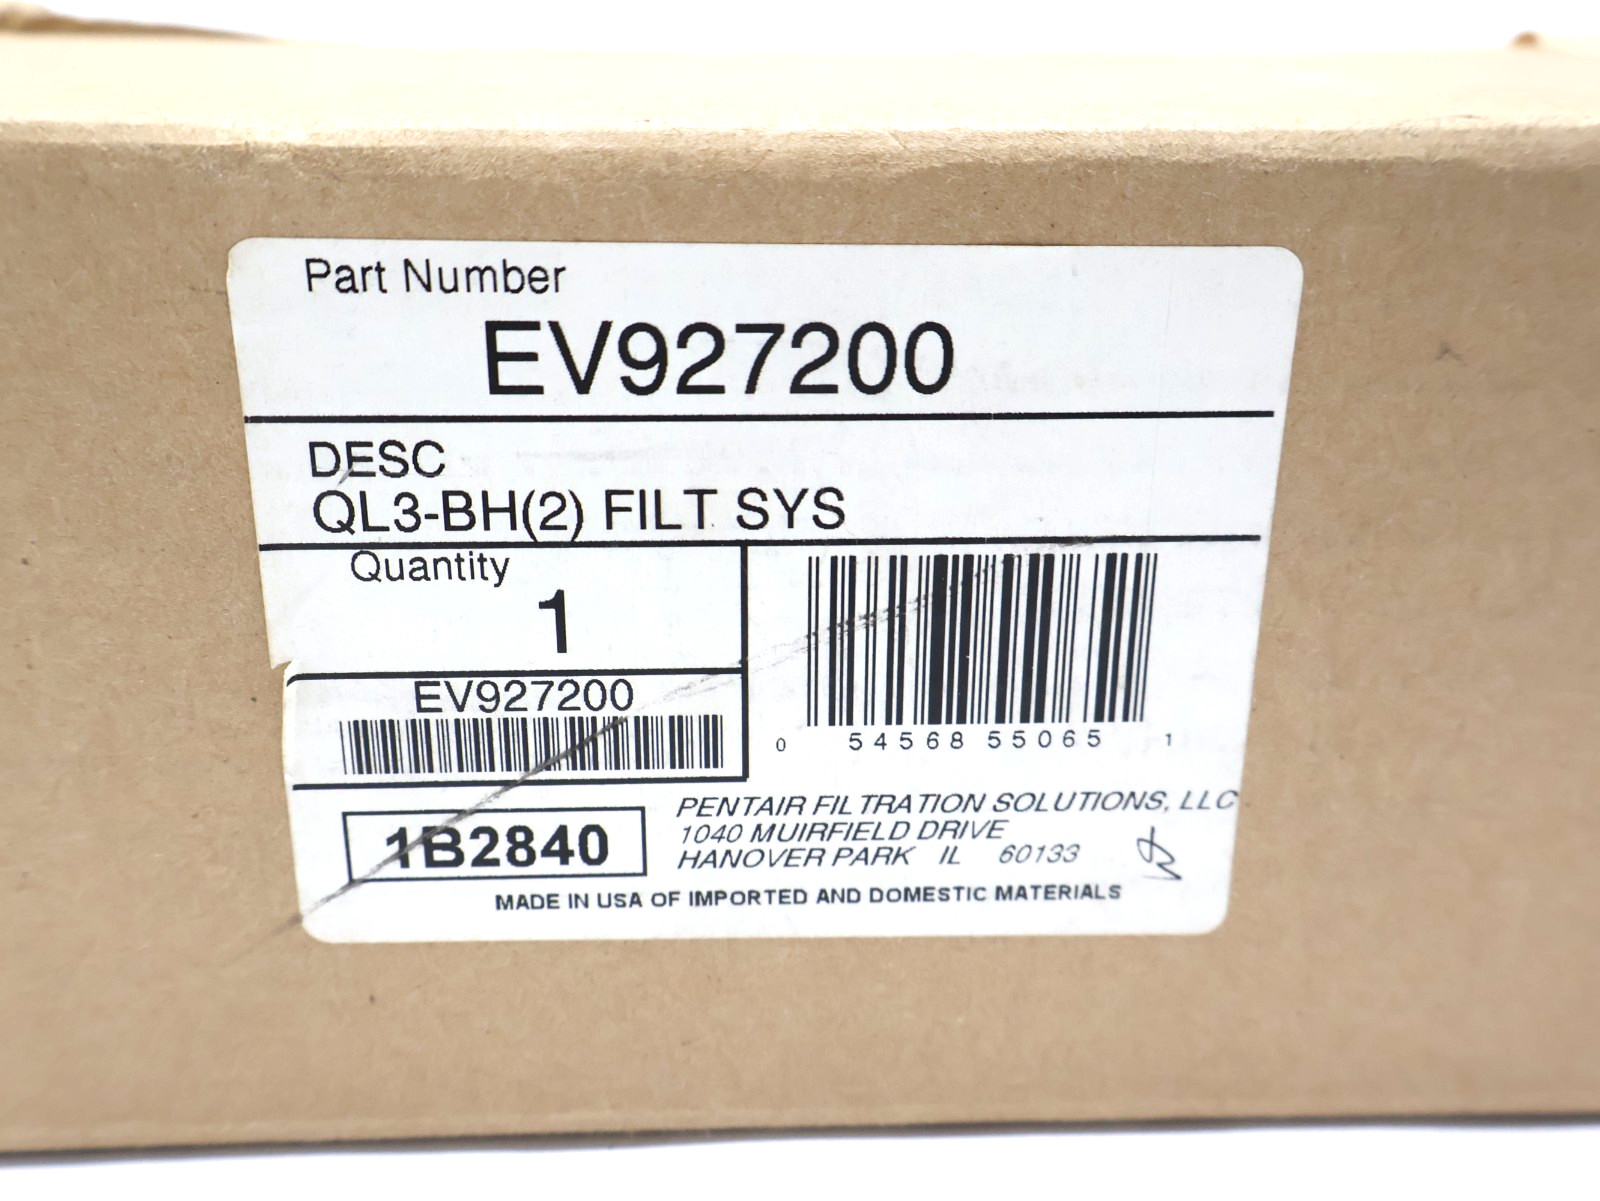 Part Number
EV927200
DESC
QL3-BH(2) FILT SYS
Quantity
1
EV927200
0 54568 55065 1
1B2840
PENTAIR FILTRATION SOLUTIONS, LLC
1040 MUIRFIELD DRIVE
HANOVER PARK IL 60133
MADE IN USA OF IMPORTED AND DOMESTIC MATERIALS